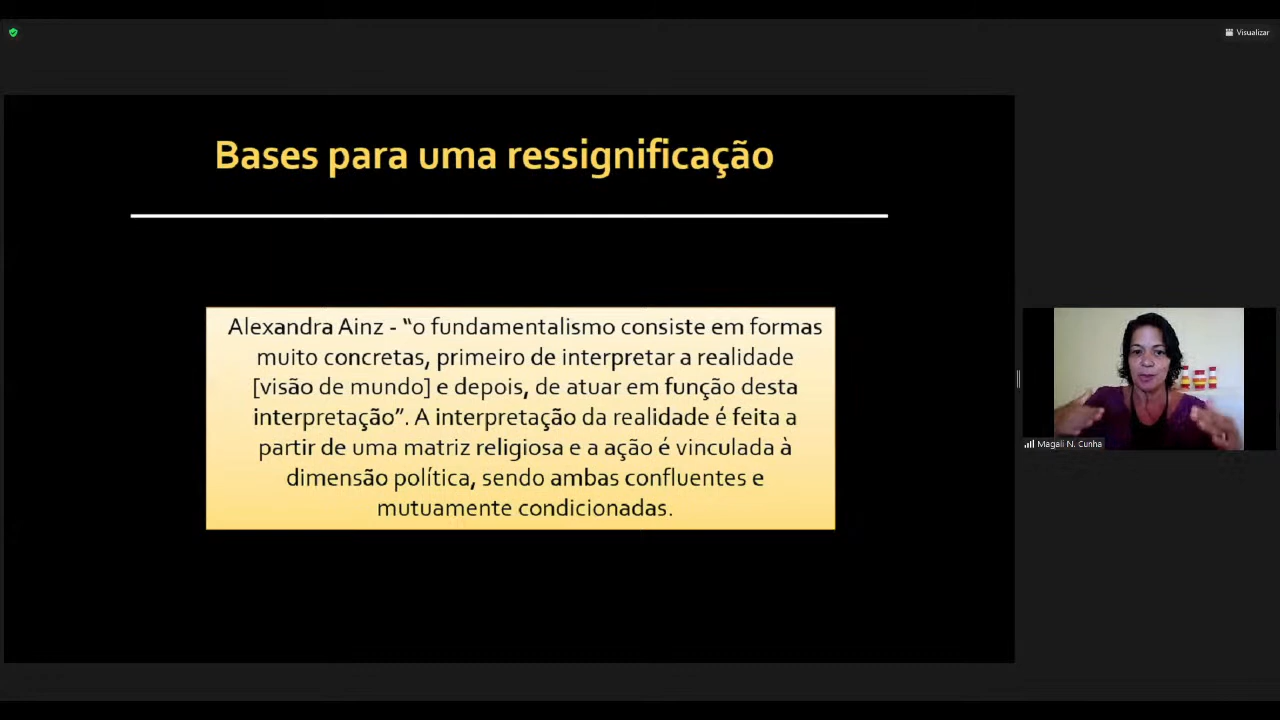 Visualizar
Bases para uma ressignificação
Alexandra Ainz - “o fundamentalismo consiste em formas
muito concretas, primeiro de interpretar a realidade
[visão de mundo] e depois, de atuar em função desta
interpretação”. A interpretação da realidade é feita a
partir de uma matriz religiosa e a ação é vinculada à
dimensão política, sendo ambas confluentes e
mutuamente condicionadas.
Magali N. Cunha